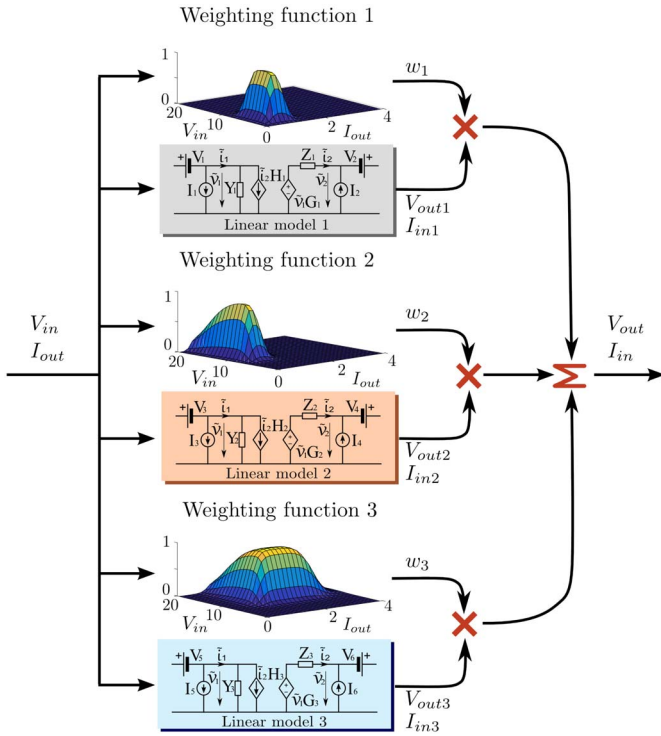 Weighting function 1
1
0
20
10
0
2
4
V_in
I_out
w_1
+ V_1 ĩ_1 Z_1 ĩ_2 V_2 +
I_1 ṽ_1 Y_1 ĩ_2H_1 ṽ_1G_1 ṽ_2 I_2
Linear model 1
V_out1
I_in1
Weighting function 2
1
0
20
10
0
2
4
V_in
I_out
w_2
V_in
I_out
V_out
I_in
Σ
+ V_3 ĩ_1 Z_2 ĩ_2 V_4 +
I_3 ṽ_1 Y_2 ĩ_2H_2 ṽ_1G_2 ṽ_2 I_4
Linear model 2
V_out2
I_in2
Weighting function 3
1
0
20
10
0
2
4
V_in
I_out
w_3
+ V_5 ĩ_1 Z_3 ĩ_2 V_6 +
I_5 ṽ_1 Y_3 ĩ_2H_3 ṽ_1G_3 ṽ_2 I_6
Linear model 3
V_out3
I_in3